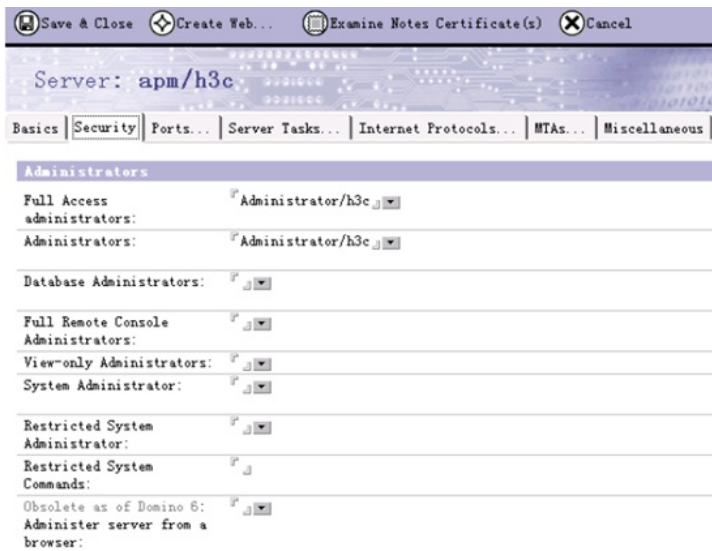 Save & Close Create Web... Examine Notes Certificate(s) Cancel
Server: apm/h3c
Basics Security Ports... Server Tasks... Internet Protocols... MTAs... Miscellaneous
Administrators
Full Access administrators: Administrator/h3c
Administrators: Administrator/h3c
Database Administrators:
Full Remote Console Administrators:
View-only Administrators:
System Administrator:
Restricted System Administrator:
Restricted System Commands:
Obsolete as of Domino 6:
Administer server from a browser: